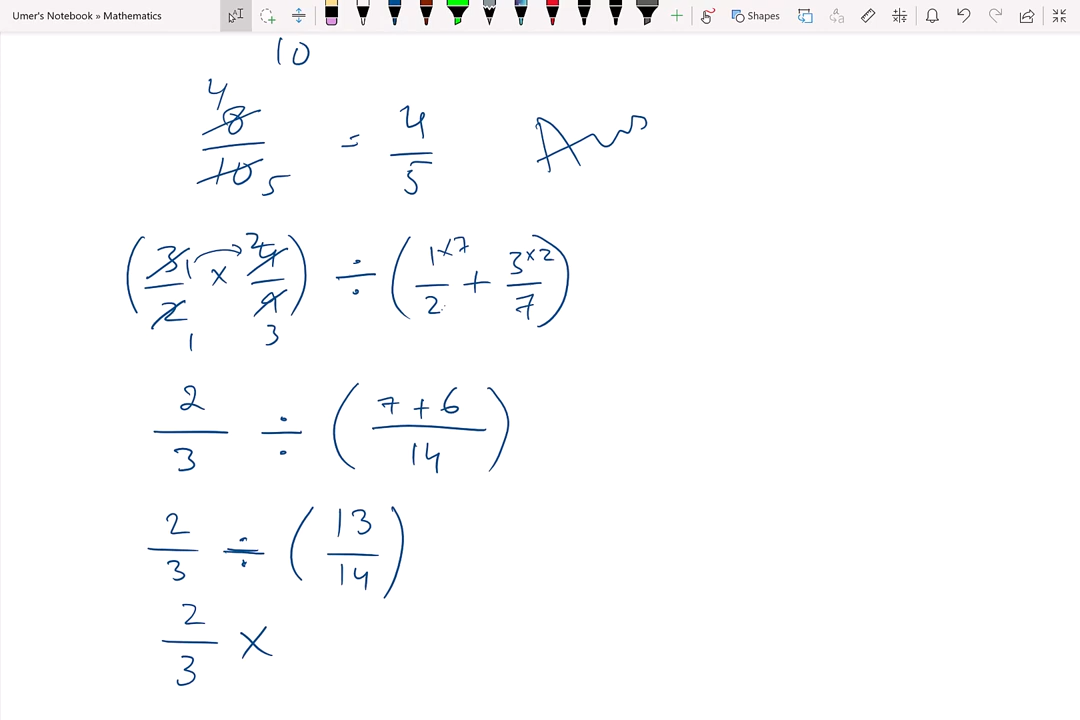 Umer's Notebook » Mathematics
Shapes
10
4
8/10 5 = 4/5 Ans
(3/2 1 1 × 4/9 2 3) ÷ (1×7/2 + 3×2/7)
2/3 ÷ (7+6/14)
2/3 ÷ (13/14)
2/3 ×